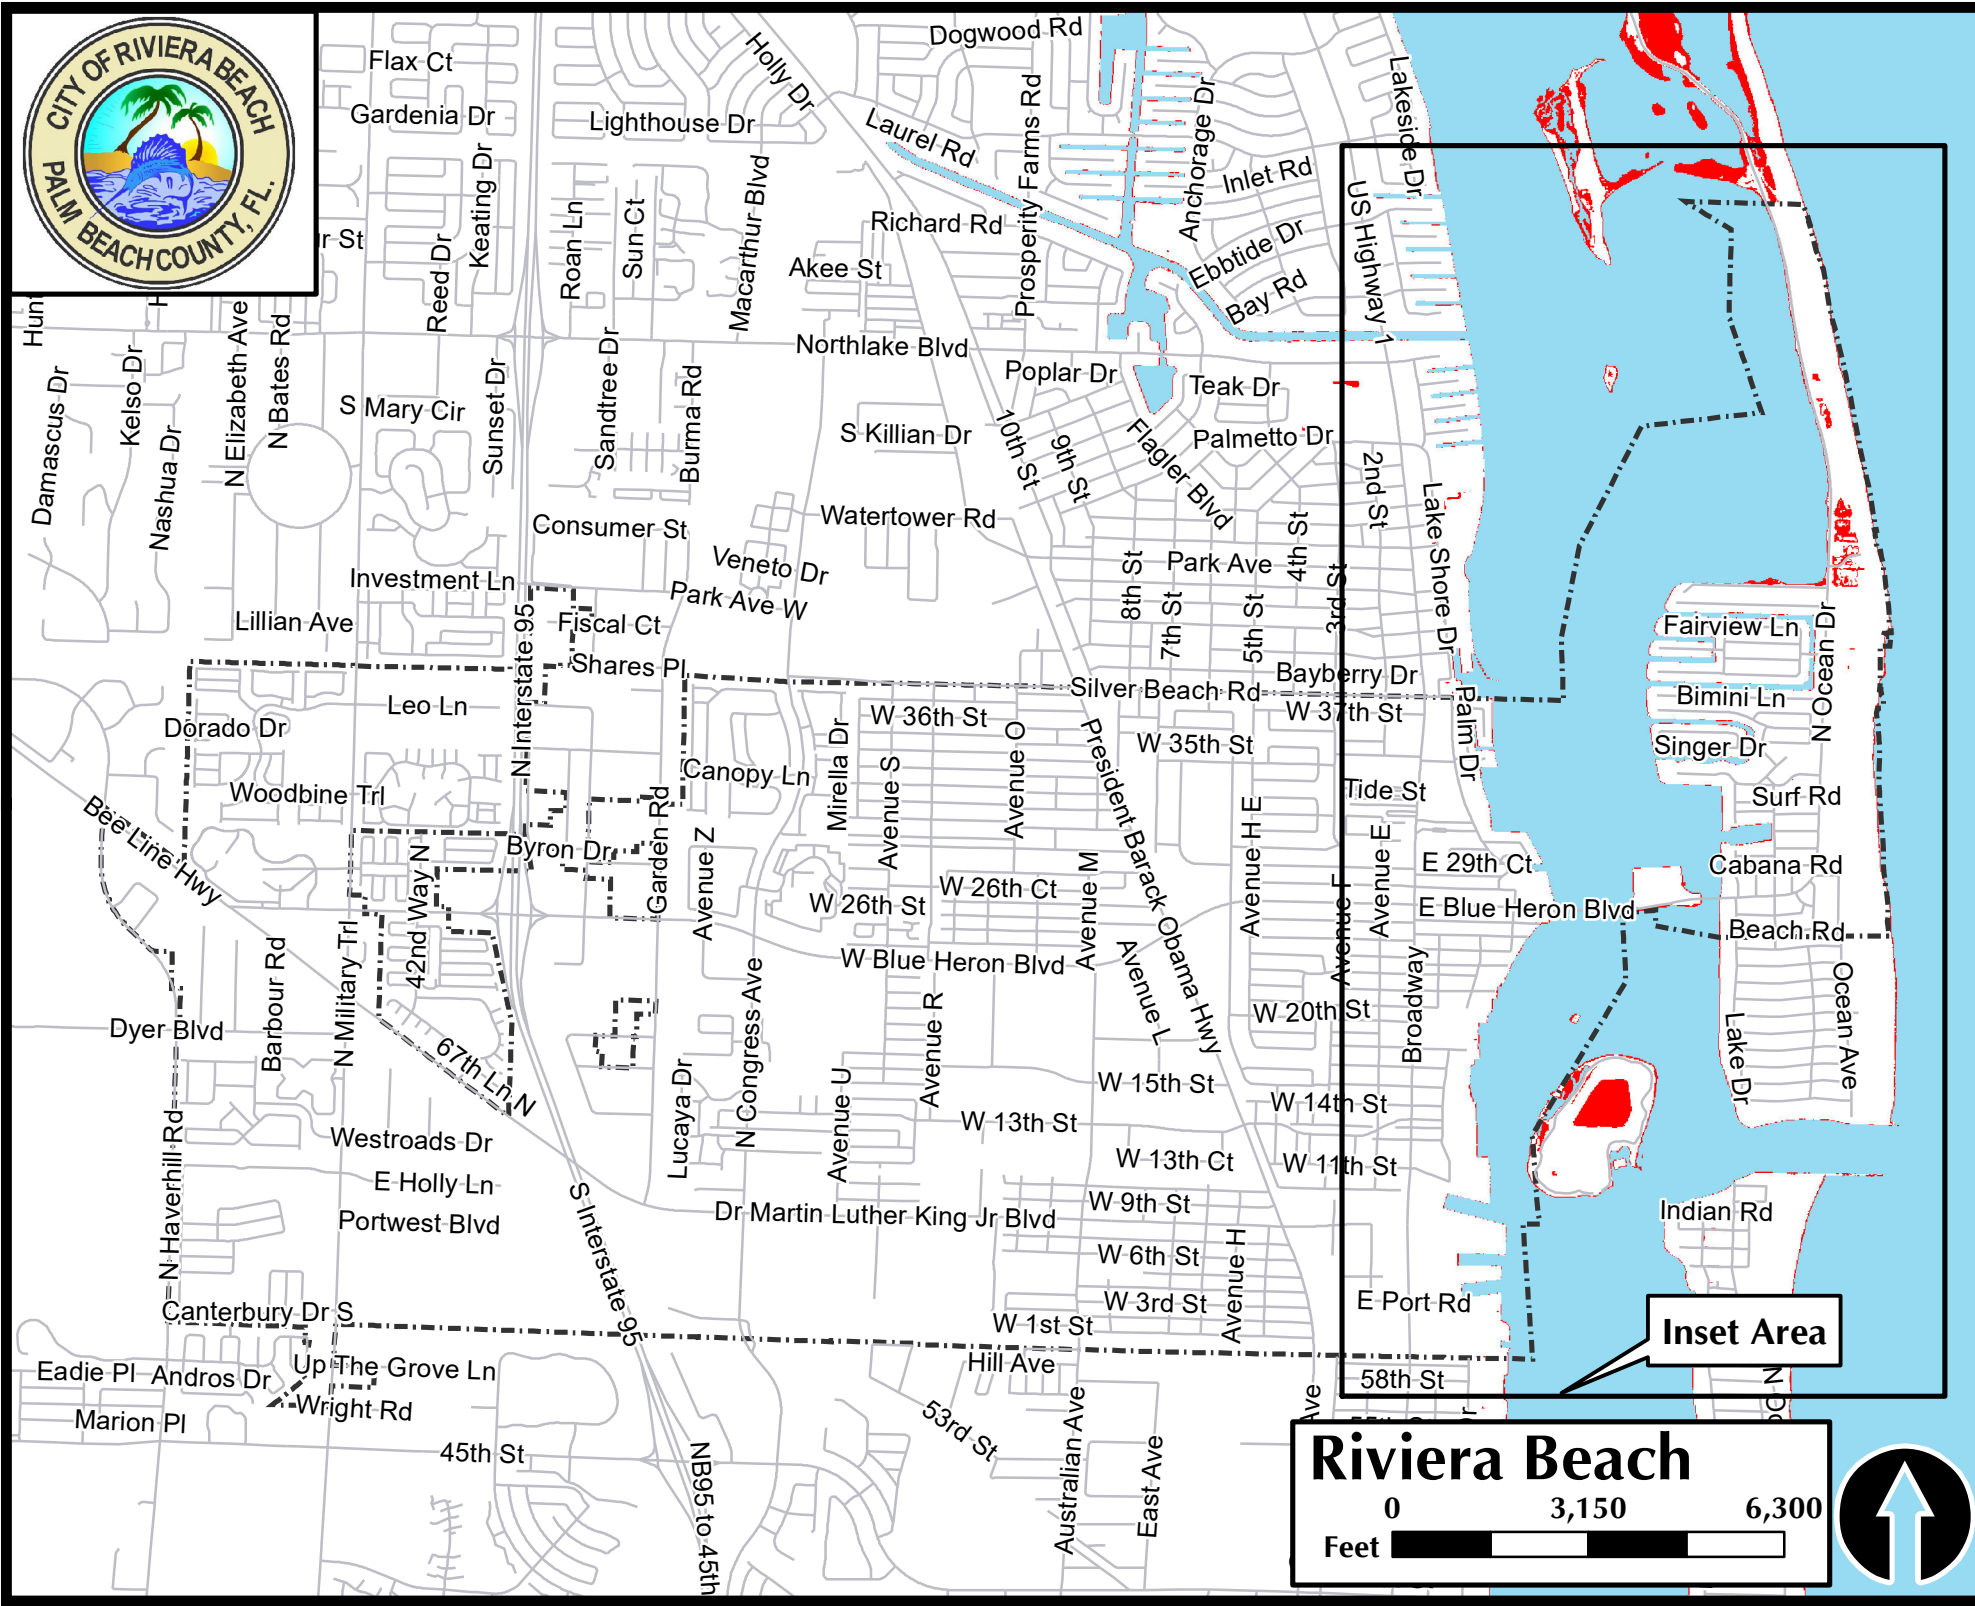 CITY OF RIVIERA BEACH
PALM BEACH COUNTY, FL.
Flax Ct
Gardenia Dr
Keating Dr
Reed Dr
Lighthouse Dr
Holly Dr
Dogwood Rd
Laurel Rd
Prosperity Farms Rd
Anchorage Dr
Lakeside Dr
Inlet Rd
US Highway 1
Ebbtide Dr
Bay Rd
Roan Ln
Sun Ct
Macarthur Blvd
Richard Rd
Akee St
Northlake Blvd
Poplar Dr
Teak Dr
Damascus Dr
Kelso Dr
Nashua Dr
N Elizabeth Ave
N Bates Rd
S Mary Cir
Sunset Dr
Sandtree Dr
Burma Rd
S Killian Dr
10th St
9th St
Flagler Blvd
Palmetto Dr
2nd St
Lake Shore Dr
Consumer St
Watertower Rd
Veneto Dr
Park Ave W
Park Ave
8th St
7th St
5th St
4th St
3rd St
Investment Ln
Lillian Ave
Fiscal Ct
N Interstate 95
Shares Pl
Bayberry Dr
Silver Beach Rd
Fairview Ln
N Ocean Dr
Bimini Ln
Singer Dr
Surf Rd
Cabana Rd
Leo Ln
Dorado Dr
Woodbine Trl
Bee Line Hwy
Canopy Ln
Mirella Dr
W 36th St
Avenue S
Avenue O
W 35th St
W 37th St
Palm Dr
Tide St
President Barack Obama Hwy
Avenue H E
Avenue E
Avenue F
E 29th Ct
E Blue Heron Blvd
Beach Rd
Byron Dr
Garden Rd
Avenue Z
W 26th St
W 26th Ct
Avenue M
W Blue Heron Blvd
Avenue L
Broadway
Ocean Ave
Lake Dr
42nd Way N
N Military Trl
Barbour Rd
Dyer Blvd
67th Ln N
N Congress Ave
Lucaya Dr
Avenue U
Avenue R
W 20th St
W 15th St
W 14th St
W 13th St
W 13th Ct
W 11th St
Westroads Dr
E Holly Ln
Portwest Blvd
N Haverhill Rd
S Interstate 95
Dr Martin Luther King Jr Blvd
W 9th St
W 6th St
Avenue H
W 3rd St
W 1st St
E Port Rd
Indian Rd
Inset Area
Canterbury Dr S
Eadie Pl
Andros Dr
Up The Grove Ln
Wright Rd
Marion Pl
45th St
NB95 to 45th
Hill Ave
53rd St
Australian Ave
East Ave
58th St
Riviera Beach
0
3,150
6,300
Feet